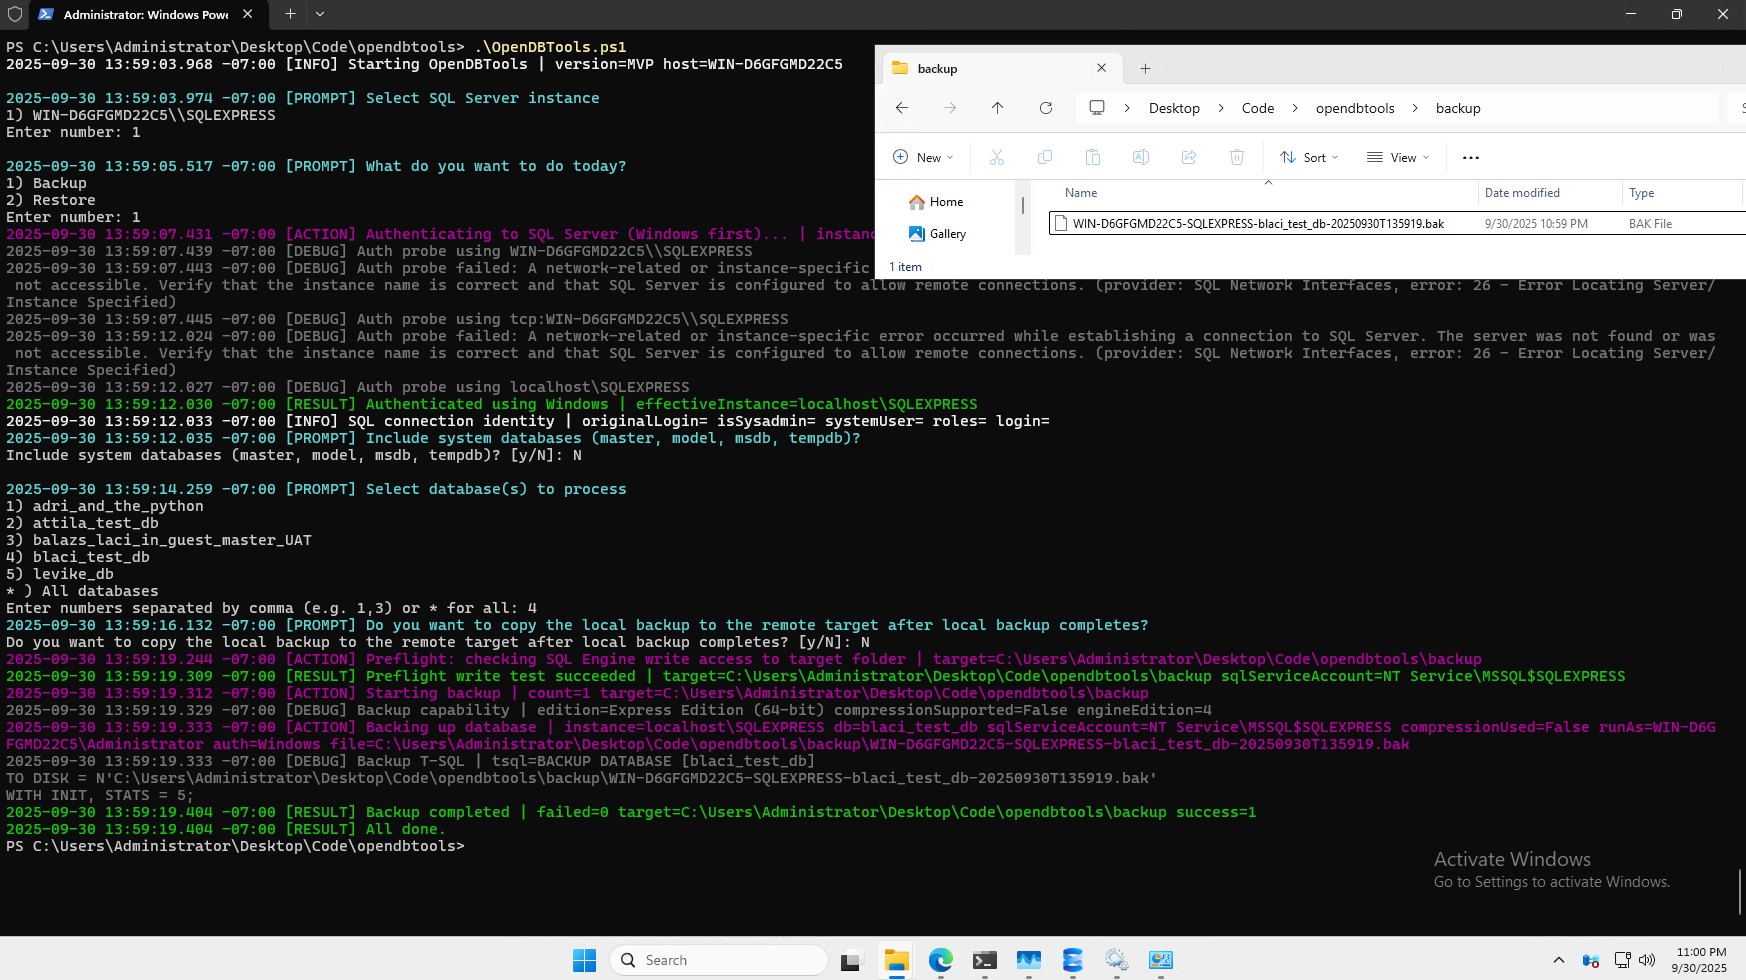 Administrator: Windows Powe
PS C:\Users\Administrator\Desktop\Code\opendbtools> .\OpenDBTools.ps1
2025-09-30 13:59:03.968 -07:00 [INFO] Starting OpenDBTools | version=MVP host=WIN-D6GFGMD22C5
2025-09-30 13:59:03.974 -07:00 [PROMPT] Select SQL Server instance
1) WIN-D6GFGMD22C5\\SQLEXPRESS
Enter number: 1
2025-09-30 13:59:05.517 -07:00 [PROMPT] What do you want to do today?
1) Backup
2) Restore
Enter number: 1
2025-09-30 13:59:07.431 -07:00 [ACTION] Authenticating to SQL Server (Windows first)... | instanc
2025-09-30 13:59:07.439 -07:00 [DEBUG] Auth probe using WIN-D6GFGMD22C5\\SQLEXPRESS
2025-09-30 13:59:07.443 -07:00 [DEBUG] Auth probe failed: A network-related or instance-specific
not accessible. Verify that the instance name is correct and that SQL Server is configured to allow remote connections. (provider: SQL Network Interfaces, error: 26 - Error Locating Server/
Instance Specified)
2025-09-30 13:59:07.445 -07:00 [DEBUG] Auth probe using tcp:WIN-D6GFGMD22C5\\SQLEXPRESS
2025-09-30 13:59:12.024 -07:00 [DEBUG] Auth probe failed: A network-related or instance-specific error occurred while establishing a connection to SQL Server. The server was not found or was
not accessible. Verify that the instance name is correct and that SQL Server is configured to allow remote connections. (provider: SQL Network Interfaces, error: 26 - Error Locating Server/
Instance Specified)
2025-09-30 13:59:12.027 -07:00 [DEBUG] Auth probe using localhost\SQLEXPRESS
2025-09-30 13:59:12.030 -07:00 [RESULT] Authenticated using Windows | effectiveInstance=localhost\SQLEXPRESS
2025-09-30 13:59:12.033 -07:00 [INFO] SQL connection identity | originalLogin= isSysadmin= systemUser= roles= login=
2025-09-30 13:59:12.035 -07:00 [PROMPT] Include system databases (master, model, msdb, tempdb)?
Include system databases (master, model, msdb, tempdb)? [y/N]: N
2025-09-30 13:59:14.259 -07:00 [PROMPT] Select database(s) to process
1) adri_and_the_python
2) attila_test_db
3) balazs_laci_in_guest_master_UAT
4) blaci_test_db
5) levike_db
* ) All databases
Enter numbers separated by comma (e.g. 1,3) or * for all: 4
2025-09-30 13:59:16.132 -07:00 [PROMPT] Do you want to copy the local backup to the remote target after local backup completes?
Do you want to copy the local backup to the remote target after local backup completes? [y/N]: N
2025-09-30 13:59:19.244 -07:00 [ACTION] Preflight: checking SQL Engine write access to target folder | target=C:\Users\Administrator\Desktop\Code\opendbtools\backup
2025-09-30 13:59:19.309 -07:00 [RESULT] Preflight write test succeeded | target=C:\Users\Administrator\Desktop\Code\opendbtools\backup sqlServiceAccount=NT Service\MSSQL$SQLEXPRESS
2025-09-30 13:59:19.312 -07:00 [ACTION] Starting backup | count=1 target=C:\Users\Administrator\Desktop\Code\opendbtools\backup
2025-09-30 13:59:19.329 -07:00 [DEBUG] Backup capability | edition=Express Edition (64-bit) compressionSupported=False engineEdition=4
2025-09-30 13:59:19.333 -07:00 [ACTION] Backing up database | instance=localhost\SQLEXPRESS db=blaci_test_db sqlServiceAccount=NT Service\MSSQL$SQLEXPRESS compressionUsed=False runAs=WIN-D6G
FGMD22C5\Administrator auth=Windows file=C:\Users\Administrator\Desktop\Code\opendbtools\backup\WIN-D6GFGMD22C5-SQLEXPRESS-blaci_test_db-20250930T135919.bak
2025-09-30 13:59:19.333 -07:00 [DEBUG] Backup T-SQL | tsql=BACKUP DATABASE [blaci_test_db]
TO DISK = N'C:\Users\Administrator\Desktop\Code\opendbtools\backup\WIN-D6GFGMD22C5-SQLEXPRESS-blaci_test_db-20250930T135919.bak'
WITH INIT, STATS = 5;
2025-09-30 13:59:19.404 -07:00 [RESULT] Backup completed | failed=0 target=C:\Users\Administrator\Desktop\Code\opendbtools\backup success=1
2025-09-30 13:59:19.404 -07:00 [RESULT] All done.
PS C:\Users\Administrator\Desktop\Code\opendbtools>
backup
Desktop > Code > opendbtools > backup
New Sort View
Name Date modified Type
Home
WIN-D6GFGMD22C5-SQLEXPRESS-blaci_test_db-20250930T135919.bak 9/30/2025 10:59 PM BAK File
Gallery
1 item
Activate Windows
Go to Settings to activate Windows.
Search
11:00 PM
9/30/2025